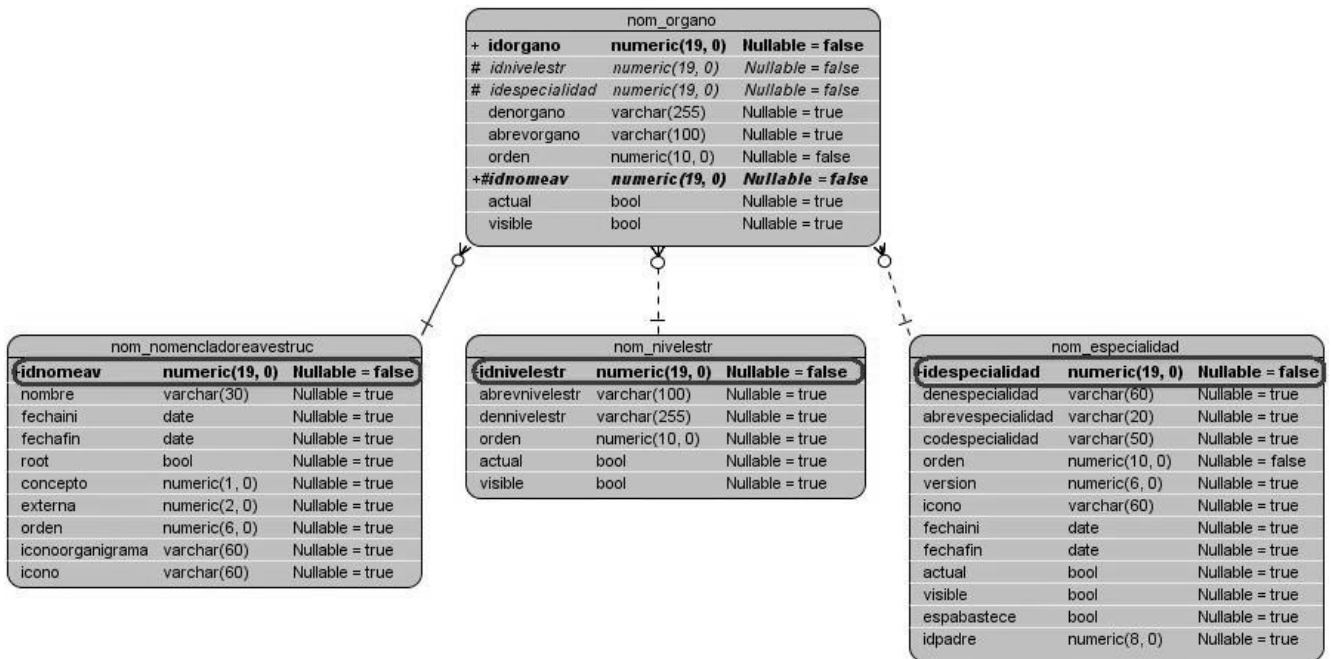 nom_organo
+ idorgano numeric(19, 0) Nullable = false
# idnivelestr numeric(19, 0) Nullable = false
# idespecialidad numeric(19, 0) Nullable = false
denorgano varchar(255) Nullable = true
abrevorgano varchar(100) Nullable = true
orden numeric(10, 0) Nullable = false
+#idnomeav numeric(19, 0) Nullable = false
actual bool Nullable = true
visible bool Nullable = true
nom_nomencladoreavestruc
+idnomeav numeric(19, 0) Nullable = false
nombre varchar(30) Nullable = true
fechaini date Nullable = true
fechafin date Nullable = true
root bool Nullable = true
concepto numeric(1, 0) Nullable = true
externa numeric(2, 0) Nullable = true
orden numeric(6, 0) Nullable = true
iconoorganigrama varchar(60) Nullable = true
icono varchar(60) Nullable = true
nom_nivelestr
+idnivelestr numeric(19, 0) Nullable = false
abrevnivelestr varchar(100) Nullable = true
dennivelestr varchar(255) Nullable = true
orden numeric(10, 0) Nullable = true
actual bool Nullable = true
visible bool Nullable = true
nom_especialidad
+idespecialidad numeric(19, 0) Nullable = false
denespecialidad varchar(60) Nullable = true
abrevespecialidad varchar(20) Nullable = true
codespecialidad varchar(50) Nullable = true
orden numeric(10, 0) Nullable = false
version numeric(6, 0) Nullable = true
icono varchar(60) Nullable = true
fechaini date Nullable = true
fechafin date Nullable = true
actual bool Nullable = true
visible bool Nullable = true
espabastece bool Nullable = true
idpadre numeric(8, 0) Nullable = true